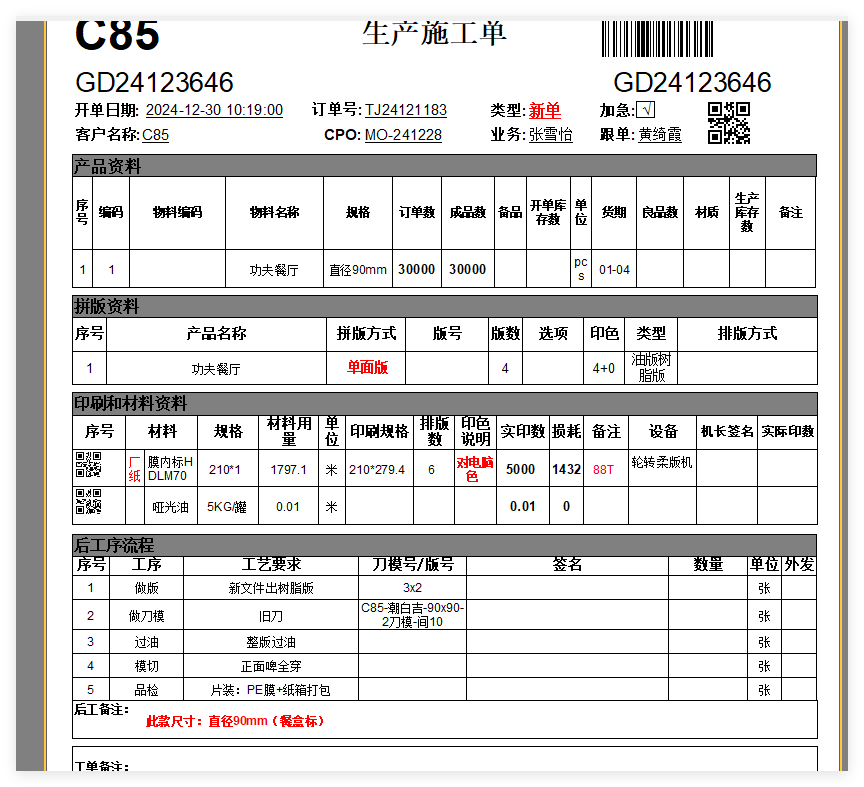 C85 生产施工单
GD24123646 GD24123646
开单日期: 2024-12-30 10:19:00 订单号: TJ24121183 类型: 新单 加急: √
客户名称: C85 CPO: MO-241228 业务: 张雪怡 跟单: 黄绮霞
产品资料
序号 编码 物料编码 物料名称 规格 订单数 成品数 备品 开单库存数 单位 货期 良品数 材质 生产库存数 备注
1 1 功夫餐厅 直径90mm 30000 30000 pcs 01-04
拼版资料
序号 产品名称 拼版方式 版号 版数 选项 印色 类型 排版方式
1 功夫餐厅 单面版 4 4+0 油版树脂版
印刷和材料资料
序号 材料 规格 材料用量 单位 印刷规格 排版数 印色说明 实印数 损耗 备注 设备 机长签名 实际印数
厂纸 膜内标HDLM70 210*1 1797.1 米 210*279.4 6 对电脑色 5000 1432 88T 轮转柔版机
哑光油 5KG/罐 0.01 米 0.01 0
后工序流程
序号 工序 工艺要求 刀模号/版号 签名 数量 单位 外发
1 做版 新文件出树脂版 3x2 张
2 做刀模 旧刀 C85-潮白吉-90x90-2刀模-间10 张
3 过油 整版过油 张
4 模切 正面啤全穿 张
5 品检 片装：PE膜+纸箱打包 张
后工备注:
此款尺寸：直径90mm（餐盒标）
工单备注: